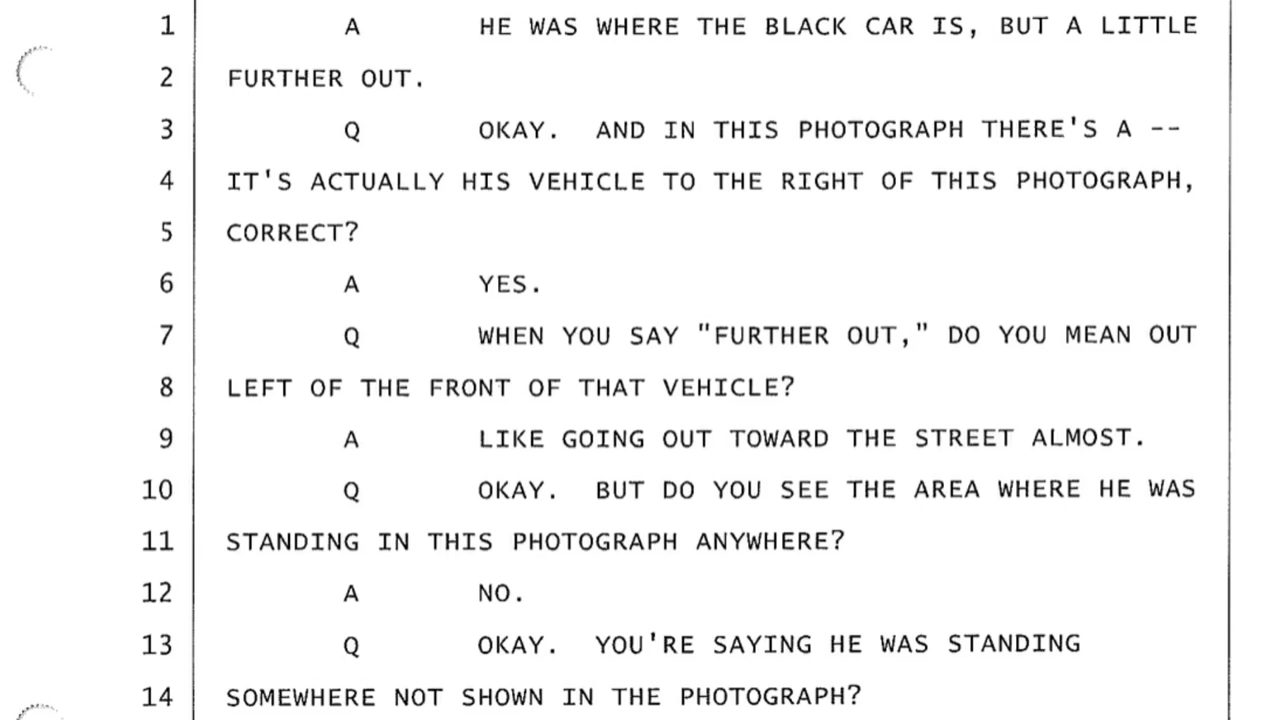 1 A HE WAS WHERE THE BLACK CAR IS, BUT A LITTLE
2 FURTHER OUT.
3 Q OKAY. AND IN THIS PHOTOGRAPH THERE'S A --
4 IT'S ACTUALLY HIS VEHICLE TO THE RIGHT OF THIS PHOTOGRAPH,
5 CORRECT?
6 A YES.
7 Q WHEN YOU SAY "FURTHER OUT," DO YOU MEAN OUT
8 LEFT OF THE FRONT OF THAT VEHICLE?
9 A LIKE GOING OUT TOWARD THE STREET ALMOST.
10 Q OKAY. BUT DO YOU SEE THE AREA WHERE HE WAS
11 STANDING IN THIS PHOTOGRAPH ANYWHERE?
12 A NO.
13 Q OKAY. YOU'RE SAYING HE WAS STANDING
14 SOMEWHERE NOT SHOWN IN THE PHOTOGRAPH?